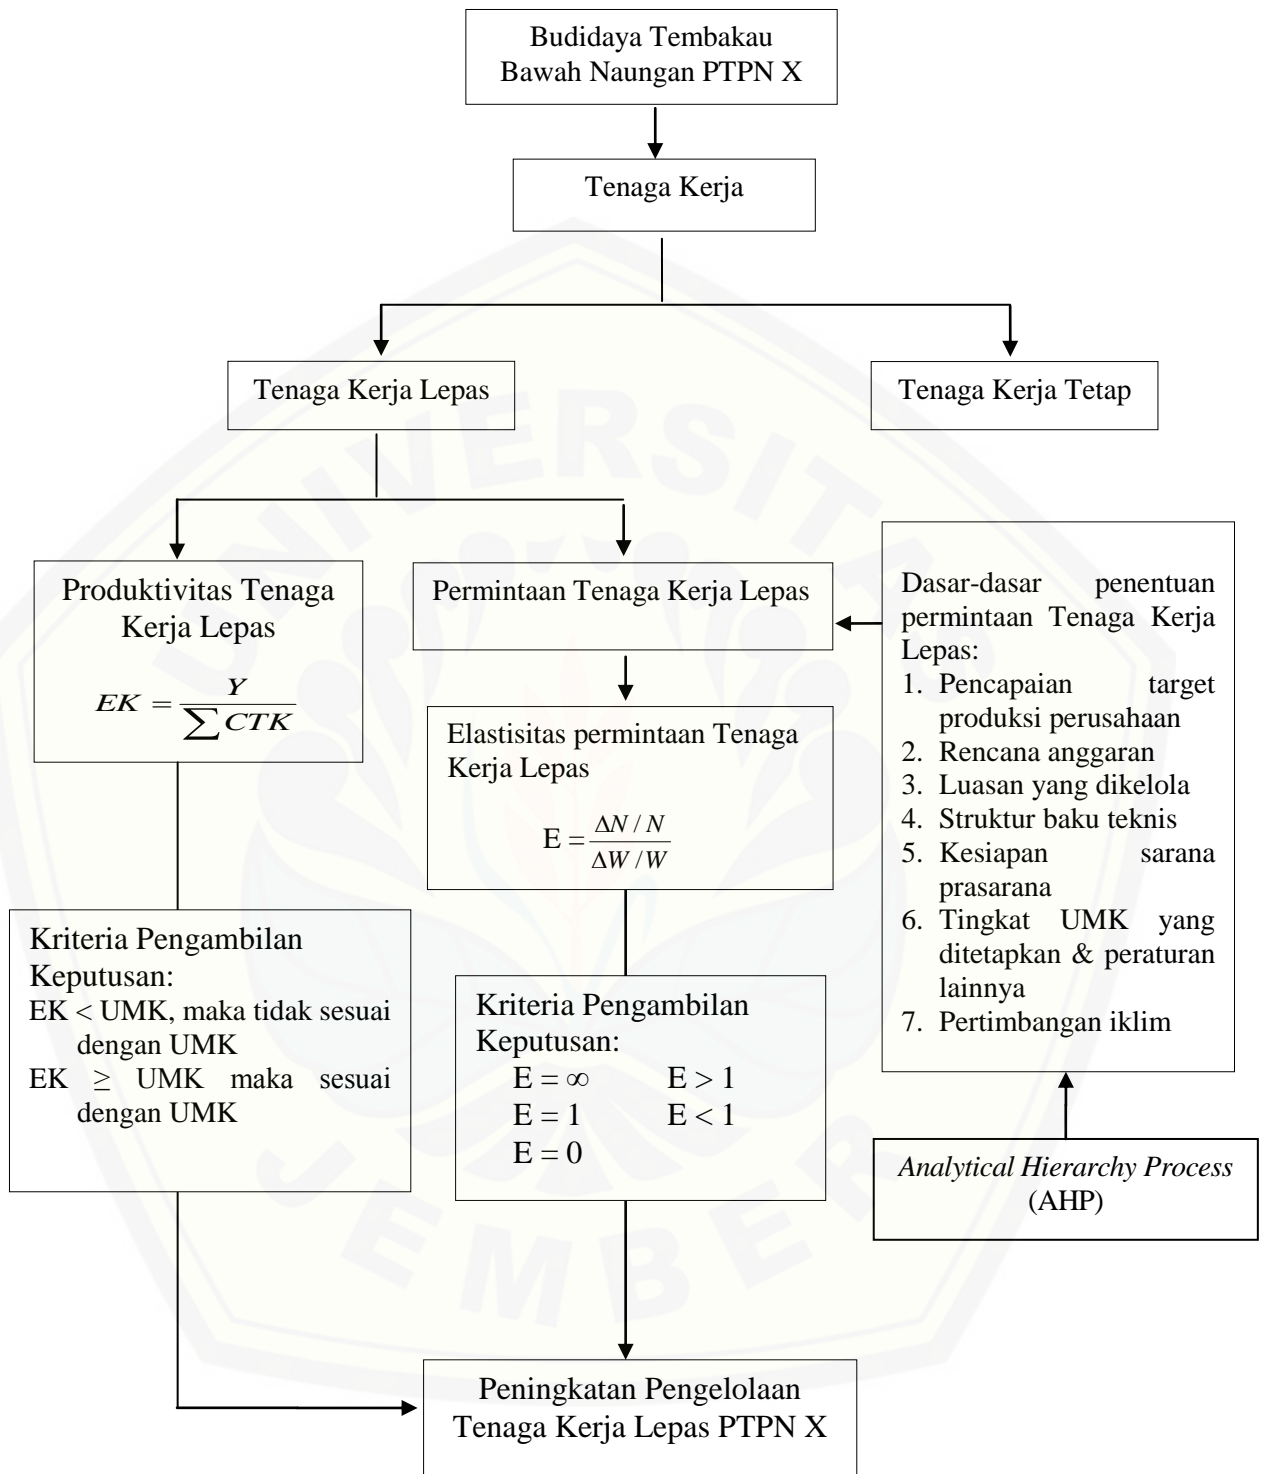 Budidaya Tembakau
Bawah Naungan PTPN X
Tenaga Kerja
Tenaga Kerja Lepas
Tenaga Kerja Tetap
Produktivitas Tenaga
Kerja Lepas
EK = Y / ∑ CTK
Permintaan Tenaga Kerja Lepas
Elastisitas permintaan Tenaga
Kerja Lepas
E = ΔN / N / ΔW / W
Dasar-dasar penentuan
permintaan Tenaga Kerja
Lepas:
1. Pencapaian target
produksi perusahaan
2. Rencana anggaran
3. Luasan yang dikelola
4. Struktur baku teknis
5. Kesiapan sarana
prasarana
6. Tingkat UMK yang
ditetapkan & peraturan
lainnya
7. Pertimbangan iklim
Kriteria Pengambilan
Keputusan:
EK < UMK, maka tidak sesuai
dengan UMK
EK ≥ UMK maka sesuai
dengan UMK
Kriteria Pengambilan
Keputusan:
E = ∞ E > 1
E = 1 E < 1
E = 0
Analytical Hierarchy Process
(AHP)
Peningkatan Pengelolaan
Tenaga Kerja Lepas PTPN X
UNIVERSITAS
JEMBER